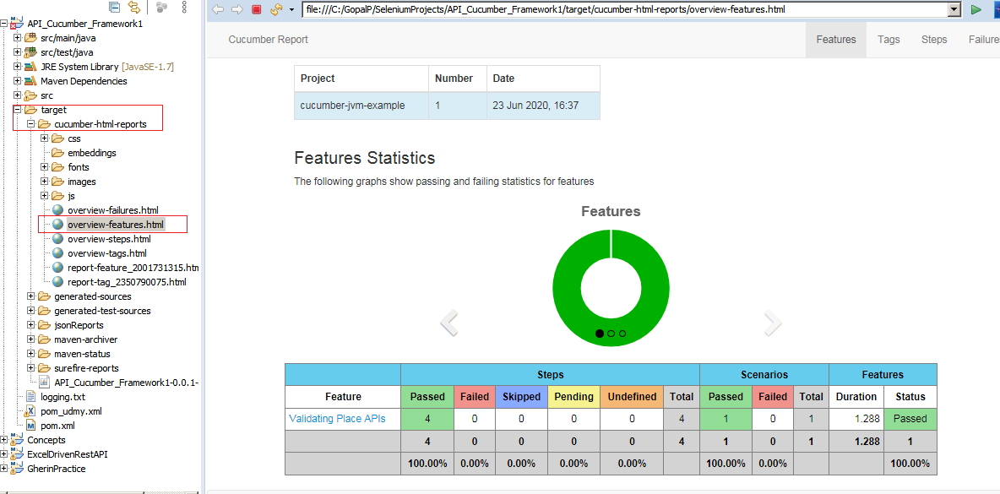 API_Cucumber_Framework1
src/main/java
src/test/java
JRE System Library [JavaSE-1.7]
Maven Dependencies
src
target
cucumber-html-reports
css
embeddings
fonts
images
js
overview-failures.html
overview-features.html
overview-steps.html
overview-tags.html
report-feature_2001731315.htm
report-tag_2350790075.html
generated-sources
generated-test-sources
jsonReports
maven-archiver
maven-status
surefire-reports
API_Cucumber_Framework1-0.0.1-
logging.txt
pom_udmy.xml
pom.xml
Concepts
ExcelDrivenRestAPI
GherinPractice
file:///C:/GopalP/SeleniumProjects/API_Cucumber_Framework1/target/cucumber-html-reports/overview-features.html
Cucumber Report Features Tags Steps Failure
Project Number Date
cucumber-jvm-example 1 23 Jun 2020, 16:37
Features Statistics
The following graphs show passing and failing statistics for features
Features
Steps Scenarios Features
Feature Passed Failed Skipped Pending Undefined Total Passed Failed Total Duration Status
Validating Place APIs 4 0 0 0 0 4 1 0 1 1.288 Passed
4 0 0 0 0 4 1 0 1 1.288 1
100.00% 0.00% 0.00% 0.00% 0.00% 100.00% 0.00% 100.00%